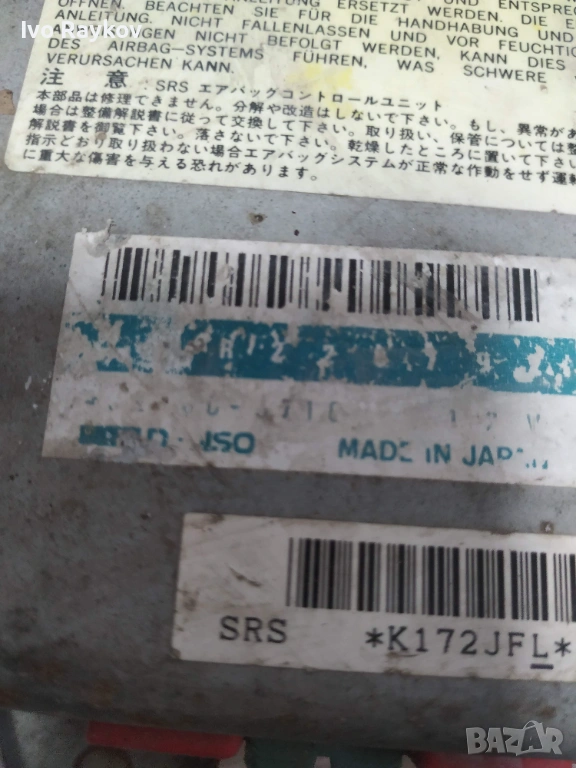 Ivo Raykov
ÖFFNEN. BEACHTEN SIE FÜR DIE HANDHABUNG UND
ANLEITUNG. NICHT FALLENLASSEN UND VOR FEUCHTIG
NICHT BEFOLGT WERDEN, KANN DIES
DES AIRBAG-SYSTEMS FÜHREN, WAS SCHWERE
VERURSACHEN KANN.
注 意 : SRS エアバッグコントロールユニット
本部品は修理できません。分解や改造はしないで下さい。もし、異常があ
場合は整備解説書に従って交換して下さい。取り扱い、保管については整
解説書を御覧下さい。落さないで下さい。乾燥したところに置いて下さい
指示どおり取り扱わない場合エアバッグシステムが正常な作動をせず運転
に重大な傷害を与える恐れがあります。
12V
MADE IN JAPAN
SRS *K172JFL*
BAZAR